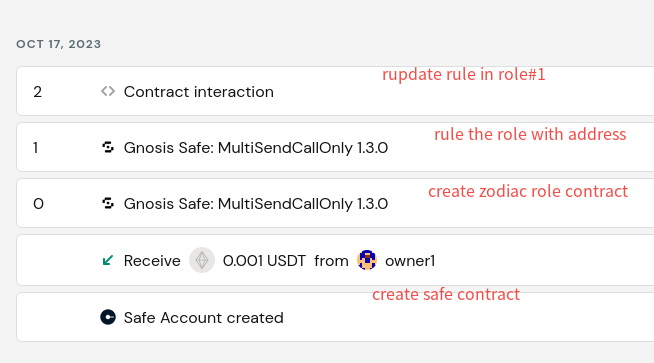 OCT 17, 2023
rupdate rule in role#1
2 Contract interaction
rule the role with address
1 Gnosis Safe: MultiSendCallOnly 1.3.0
create zodiac role contract
0 Gnosis Safe: MultiSendCallOnly 1.3.0
Receive 0.001 USDT from owner1
create safe contract
Safe Account created